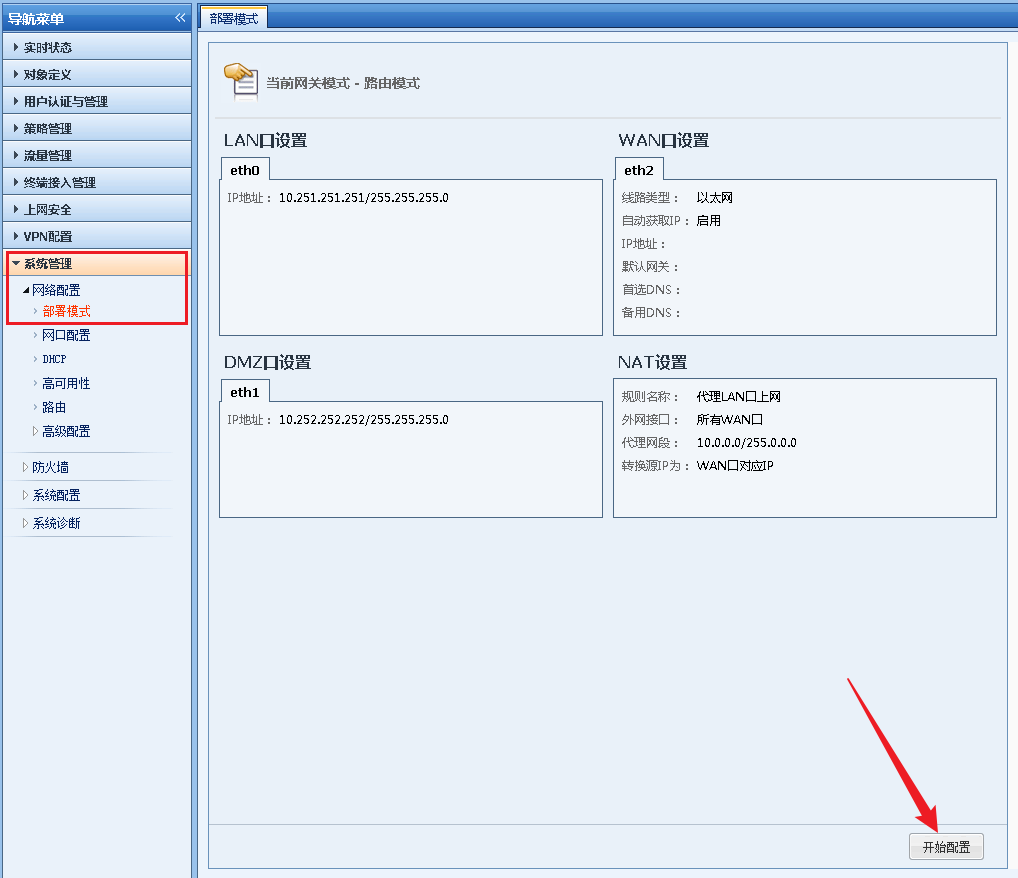 导航菜单
实时状态
对象定义
用户认证与管理
策略管理
流量管理
终端接入管理
上网安全
VPN配置
系统管理
网络配置
部署模式
网口配置
DHCP
高可用性
路由
高级配置
防火墙
系统配置
系统诊断
部署模式
当前网关模式 - 路由模式
LAN口设置
eth0
IP地址： 10.251.251.251/255.255.255.0
WAN口设置
eth2
线路类型： 以太网
自动获取IP： 启用
IP地址：
默认网关：
首选DNS：
备用DNS：
DMZ口设置
eth1
IP地址： 10.252.252.252/255.255.255.0
NAT设置
规则名称： 代理LAN口上网
外网接口： 所有WAN口
代理网段： 10.0.0.0/255.0.0.0
转换源IP为： WAN口对应IP
开始配置